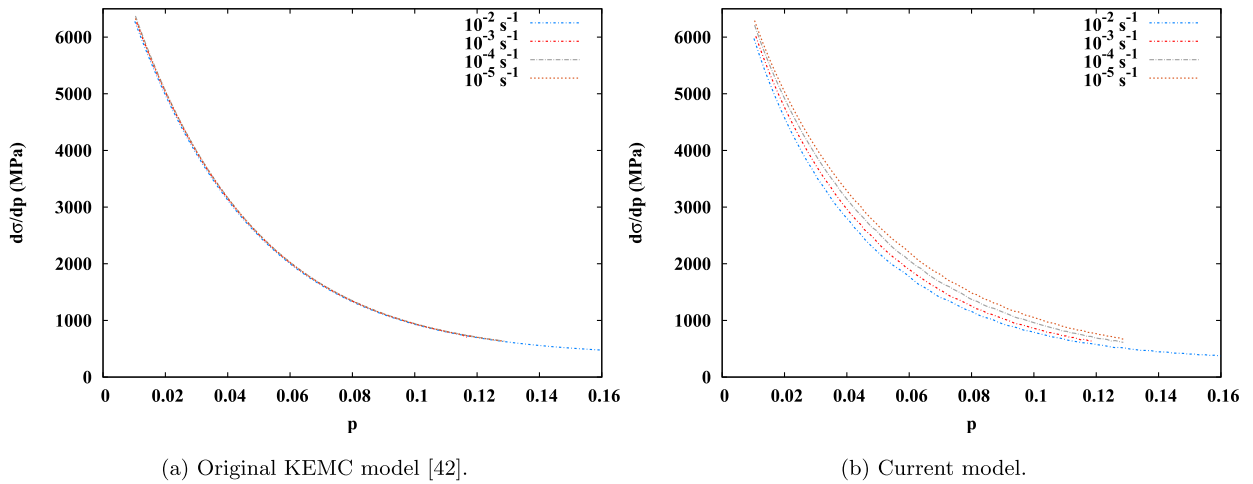 10⁻² s⁻¹
10⁻³ s⁻¹
10⁻⁴ s⁻¹
10⁻⁵ s⁻¹
6000
5000
4000
3000
2000
1000
0
dσ/dp (MPa)
0 0.02 0.04 0.06 0.08 0.1 0.12 0.14 0.16
p
(a) Original KEMC model [42].
10⁻² s⁻¹
10⁻³ s⁻¹
10⁻⁴ s⁻¹
10⁻⁵ s⁻¹
6000
5000
4000
3000
2000
1000
0
dσ/dp (MPa)
0 0.02 0.04 0.06 0.08 0.1 0.12 0.14 0.16
p
(b) Current model.